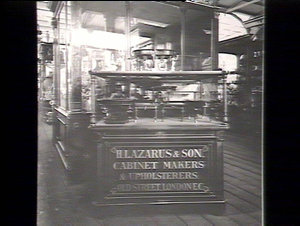 H. LAZARUS & SON.
CABINET MAKERS
& UPHOLSTERERS
OLD STREET, LONDON E.C.